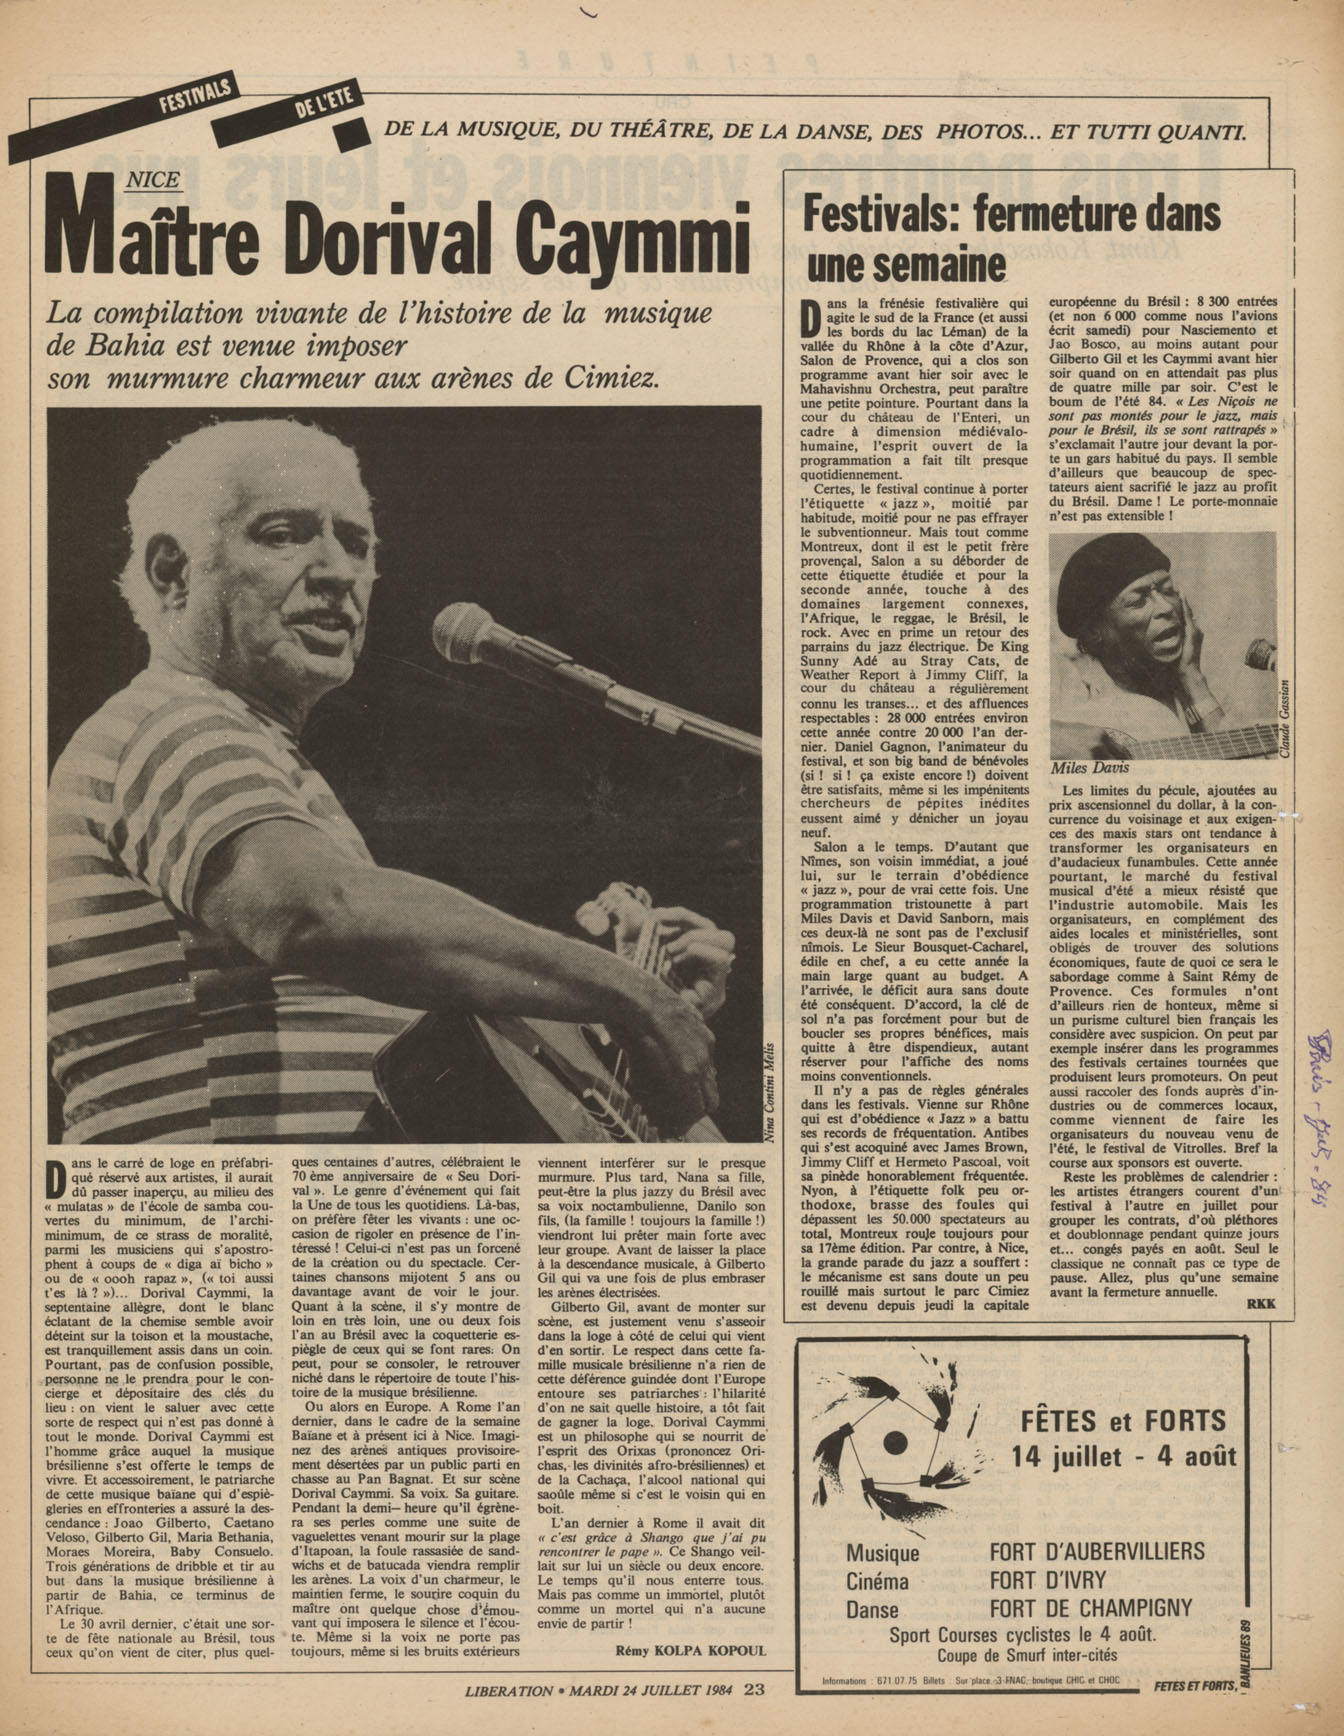 FESTIVALS
DE L'ETE
DE LA MUSIQUE, DU THÉÂTRE, DE LA DANSE, DES PHOTOS... ET TUTTI QUANTI.
NICE
Maître Dorival Caymmi
La compilation vivante de l'histoire de la musique
de Bahia est venue imposer
son murmure charmeur aux arènes de Cimiez.
Nina Contini Melis
Dans le carré de loge en préfabri-
qué réservé aux artistes, il aurait
dû passer inaperçu, au milieu des
« mulatas » de l'école de samba cou-
vertes du minimum, de l'archi-
minimum, de ce strass de moralité,
parmi les musiciens qui s'apostro-
phent à coups de « diga aï bicho »
ou de « oooh rapaz », (« toi aussi
t'es là ? »)... Dorival Caymmi, la
septentaine allègre, dont le blanc
éclatant de la chemise semble avoir
déteint sur la toison et la moustache,
est tranquillement assis dans un coin.
Pourtant, pas de confusion possible,
personne ne le prendra pour le con-
cierge et dépositaire des clés du
lieu : on vient le saluer avec cette
sorte de respect qui n'est pas donné à
tout le monde. Dorival Caymmi est
l'homme grâce auquel la musique
brésilienne s'est offerte le temps de
vivre. Et accessoirement, le patriarche
de cette musique baïane qui d'espiè-
gleries en effronteries a assuré la des-
cendance : Joao Gilberto, Caetano
Veloso, Gilberto Gil, Maria Bethania,
Moraes Moreira, Baby Consuelo.
Trois générations de dribble et tir au
but dans la musique brésilienne à
partir de Bahia, ce terminus de
l'Afrique.
Le 30 avril dernier, c'était une sor-
te de fête nationale au Brésil, tous
ceux qu'on vient de citer, plus quel-
ques centaines d'autres, célébraient le
70 ème anniversaire de « Seu Dori-
val ». Le genre d'événement qui fait
la Une de tous les quotidiens. Là-bas,
on préfère fêter les vivants : une oc-
casion de rigoler en présence de l'in-
téressé ! Celui-ci n'est pas un forcené
de la création ou du spectacle. Cer-
taines chansons mijotent 5 ans ou
davantage avant de voir le jour.
Quant à la scène, il s'y montre de
loin en très loin, une ou deux fois
l'an au Brésil avec la coquetterie es-
piègle de ceux qui se font rares. On
peut, pour se consoler, le retrouver
niché dans le répertoire de toute l'his-
toire de la musique brésilienne.
Ou alors en Europe. A Rome l'an
dernier, dans le cadre de la semaine
Baïane et à présent ici à Nice. Imagi-
nez des arènes antiques provisoire-
ment désertées par un public parti en
chasse au Pan Bagnat. Et sur scène
Dorival Caymmi. Sa voix. Sa guitare.
Pendant la demi-heure qu'il égrène-
ra ses perles comme une suite de
vaguelettes venant mourir sur la plage
d'Itapoan, la foule rassasiée de sand-
wichs et de batucada viendra remplir
les arènes. La voix d'un charmeur, le
maintien ferme, le sourire coquin du
maître ont quelque chose d'émou-
vant qui imposera le silence et l'écou-
te. Même si la voix ne porte pas
toujours, même si les bruits extérieurs
viennent interférer sur le presque
murmure. Plus tard, Nana sa fille,
peut-être la plus jazzy du Brésil avec
sa voix noctambulienne, Danilo son
fils, (la famille ! toujours la famille !)
viendront lui prêter main forte avec
leur groupe. Avant de laisser la place
à la descendance musicale, à Gilberto
Gil qui va une fois de plus embraser
les arènes électrisées.
Gilberto Gil, avant de monter sur
scène, est justement venu s'asseoir
dans la loge à côté de celui qui vient
d'en sortir. Le respect dans cette fa-
mille musicale brésilienne n'a rien de
cette déférence guindée dont l'Europe
entoure ses patriarches : l'hilarité
d'on ne sait quelle histoire, a tôt fait
de gagner la loge. Dorival Caymmi
est un philosophe qui se nourrit de
l'esprit des Orixas (prononcez Ori-
chas, les divinités afro-brésiliennes) et
de la Cachaça, l'alcool national qui
saoûle même si c'est le voisin qui en
boit.
L'an dernier à Rome il avait dit
« c'est grâce à Shango que j'ai pu
rencontrer le pape ». Ce Shango veil-
lait sur lui un siècle ou deux encore.
Le temps qu'il nous enterre tous.
Mais pas comme un immortel, plutôt
comme un mortel qui n'a aucune
envie de partir !
Rémy KOLPA KOPOUL
Festivals: fermeture dans
une semaine
Dans la frénésie festivalière qui
agite le sud de la France (et aussi
les bords du lac Léman) de la
vallée du Rhône à la côte d'Azur,
Salon de Provence, qui a clos son
programme avant hier soir avec le
Mahavishnu Orchestra, peut paraître
une petite pointure. Pourtant dans la
cour du château de l'Enteri, un
cadre à dimension médiévalo-
humaine, l'esprit ouvert de la
programmation a fait tilt presque
quotidiennement.
Certes, le festival continue à porter
l'étiquette « jazz », moitié par
habitude, moitié pour ne pas effrayer
le subventionneur. Mais tout comme
Montreux, dont il est le petit frère
provençal, Salon a su déborder de
cette étiquette étudiée et pour la
seconde année, touche à des
domaines largement connexes,
l'Afrique, le reggae, le Brésil, le
rock. Avec en prime un retour des
parrains du jazz électrique. De King
Sunny Adé au Stray Cats, de
Weather Report à Jimmy Cliff, la
cour du château a régulièrement
connu les transes... et des affluences
respectables : 28 000 entrées environ
cette année contre 20 000 l'an der-
nier. Daniel Gagnon, l'animateur du
festival, et son big band de bénévoles
(si ! si ! ça existe encore !) doivent
être satisfaits, même si les impénitents
chercheurs de pépites inédites
eussent aimé y dénicher un joyau
neuf.
Salon a le temps. D'autant que
Nîmes, son voisin immédiat, a joué
lui, sur le terrain d'obédience
« jazz », pour de vrai cette fois. Une
programmation tristounette à part
Miles Davis et David Sanborn, mais
ces deux-là ne sont pas de l'exclusif
nîmois. Le Sieur Bousquet-Cacharel,
édile en chef, a eu cette année la
main large quant au budget. A
l'arrivée, le déficit aura sans doute
été conséquent. D'accord, la clé de
sol n'a pas forcément pour but de
boucler ses propres bénéfices, mais
quitte à être dispendieux, autant
réserver pour l'affiche des noms
moins conventionnels.
Il n'y a pas de règles générales
dans les festivals. Vienne sur Rhône
qui est d'obédience « Jazz » a battu
ses records de fréquentation. Antibes
qui s'est acoquiné avec James Brown,
Jimmy Cliff et Hermeto Pascoal, voit
sa pinède honorablement fréquentée.
Nyon, à l'étiquette folk peu or-
thodoxe, brasse des foules qui
dépassent les 50.000 spectateurs au
total, Montreux roule toujours pour
sa 17ème édition. Par contre, à Nice,
la grande parade du jazz a souffert :
le mécanisme est sans doute un peu
rouillé mais surtout le parc Cimiez
est devenu depuis jeudi la capitale
européenne du Brésil : 8 300 entrées
(et non 6 000 comme nous l'avions
écrit samedi) pour Nasciemento et
Jao Bosco, au moins autant pour
Gilberto Gil et les Caymmi avant hier
soir quand on en attendait pas plus
de quatre mille par soir. C'est le
boum de l'été 84. « Les Niçois ne
sont pas montés pour le jazz, mais
pour le Brésil, ils se sont rattrapés »
s'exclamait l'autre jour devant la por-
te un gars habitué du pays. Il semble
d'ailleurs que beaucoup de spec-
tateurs aient sacrifié le jazz au profit
du Brésil. Dame ! Le porte-monnaie
n'est pas extensible !
Claude Gassian
Miles Davis
Les limites du pécule, ajoutées au
prix ascensionnel du dollar, à la con-
currence du voisinage et aux exigen-
ces des maxis stars ont tendance à
transformer les organisateurs en
d'audacieux funambules. Cette année
pourtant, le marché du festival
musical d'été a mieux résisté que
l'industrie automobile. Mais les
organisateurs, en complément des
aides locales et ministérielles, sont
obligés de trouver des solutions
économiques, faute de quoi ce sera le
sabordage comme à Saint Rémy de
Provence. Ces formules n'ont
d'ailleurs rien de honteux, même si
un purisme culturel bien français les
considère avec suspicion. On peut par
exemple insérer dans les programmes
des festivals certaines tournées que
produisent leurs promoteurs. On peut
aussi raccoler des fonds auprès d'in-
dustries ou de commerces locaux,
comme viennent de faire les
organisateurs du nouveau venu de
l'été, le festival de Vitrolles. Bref la
course aux sponsors est ouverte.
Reste les problèmes de calendrier :
les artistes étrangers courent d'un
festival à l'autre en juillet pour
grouper les contrats, d'où pléthores
et doublonnage pendant quinze jours
et... congés payés en août. Seul le
classique ne connaît pas ce type de
pause. Allez, plus qu'une semaine
avant la fermeture annuelle.
RKK
FÊTES et FORTS
14 juillet - 4 août
Musique FORT D'AUBERVILLIERS
Cinéma FORT D'IVRY
Danse FORT DE CHAMPIGNY
Sport Courses cyclistes le 4 août.
Coupe de Smurf inter-cités
Informations : 671.07.75 Billets : Sur place, 3 FNAC, boutique CHIC et CHOC
FETES ET FORTS,
BANLIEUES 89
LIBERATION • MARDI 24 JUILLET 1984 23
Paris
84